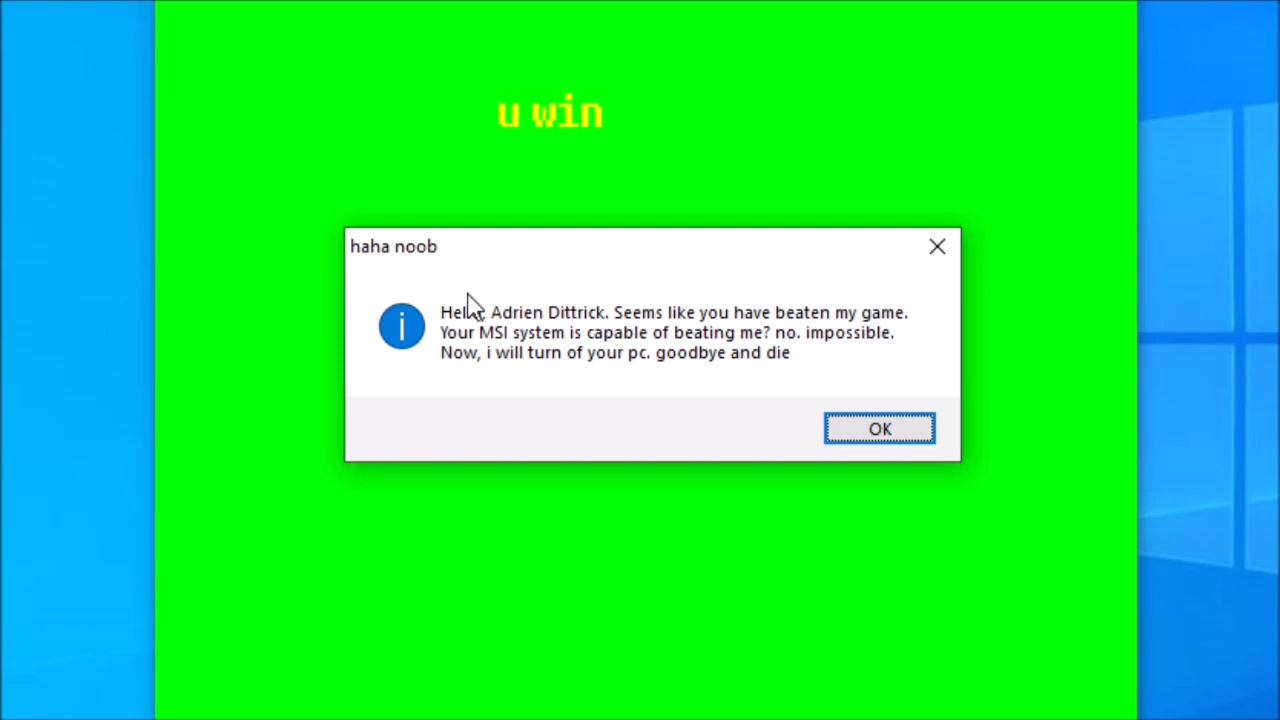 u win
haha noob
Adrien Dittrick. Seems like you have beaten my game.
Your MSI system is capable of beating me? no. impossible.
Now, i will turn of your pc. goodbye and die
OK